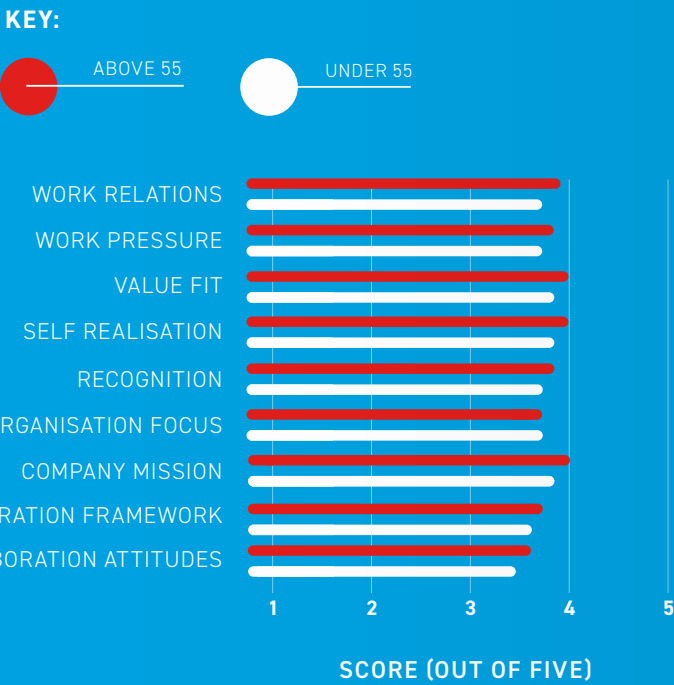 KEY:
ABOVE 55
UNDER 55
WORK RELATIONS
WORK PRESSURE
VALUE FIT
SELF REALISATION
RECOGNITION
RGANISATION FOCUS
COMPANY MISSION
RATION FRAMEWORK
BORATION ATTITUDES
1 2 3 4 5
SCORE (OUT OF FIVE)